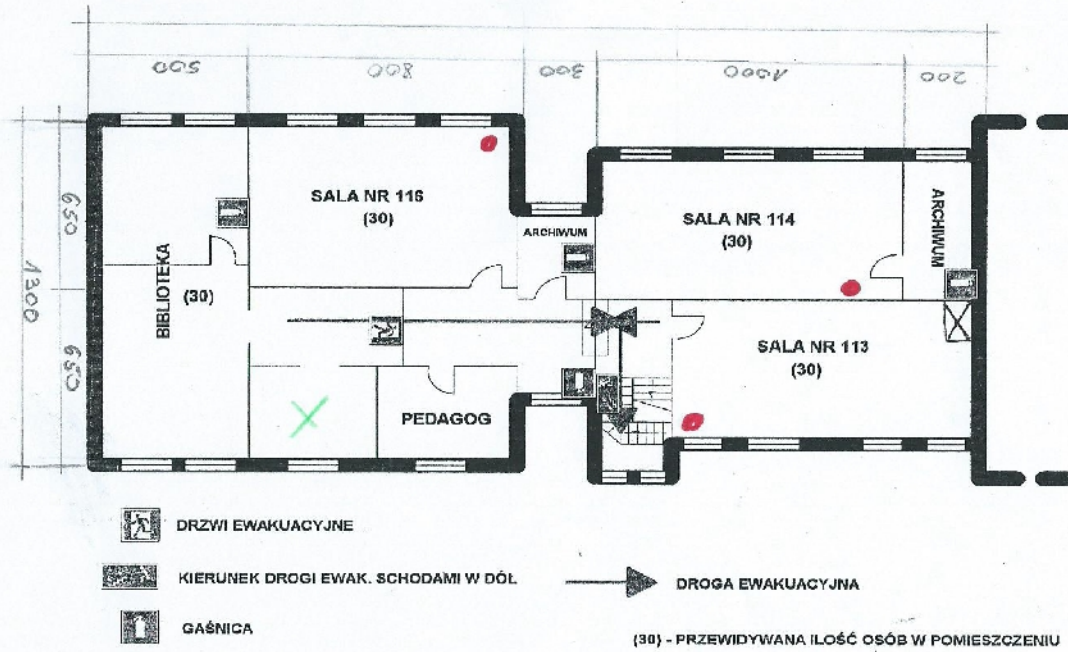 500
800
300
1000
200
650
1300
650
SALA NR 116
(30)
ARCHIWUM
SALA NR 114
(30)
ARCHIWUM
BIBLIOTEKA
(30)
SALA NR 113
(30)
PEDAGOG
DRZWI EWAKUACYJNE
KIERUNEK DROGI EWAK. SCHODAMI W DÓŁ
DROGA EWAKUACYJNA
GAŚNICA
(30) - PRZEWIDYWANA ILOŚĆ OSÓB W POMIESZCZENIU